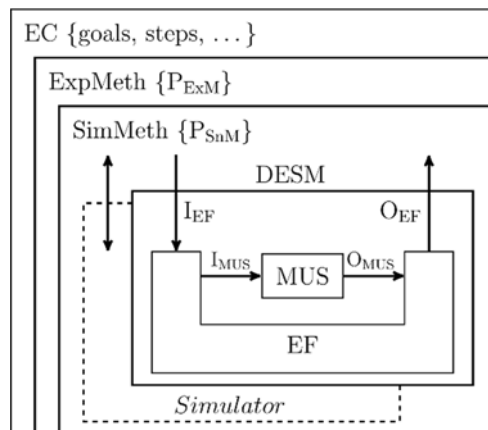 EC {goals, steps, . . . }
ExpMeth {P_ExM}
SimMeth {P_SnM}
DESM
I_EF
O_EF
I_MUS
MUS
O_MUS
EF
Simulator